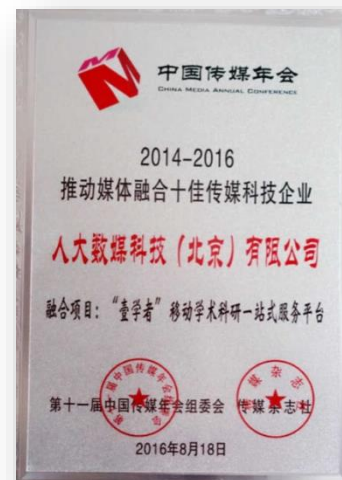 中国传媒年会
CHINA MEDIA ANNUAL CONFERENCE
2014-2016
推动媒体融合十佳传媒科技企业
人大数媒科技（北京）有限公司
融合项目：“壹学者”移动学术科研一站式服务平台
第十一届中国传媒年会组委会 传媒杂志社
2016年8月18日